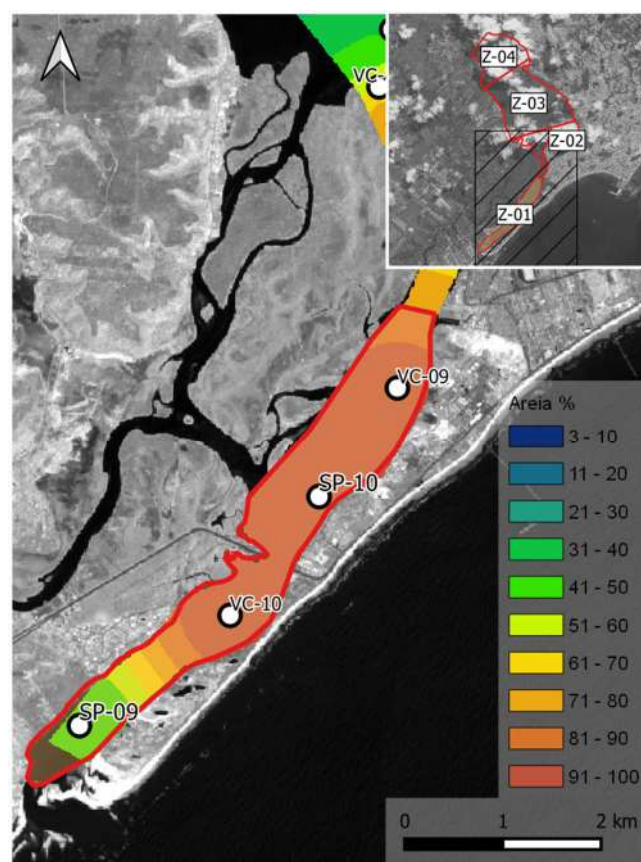 VC-
Z-04
Z-03
Z-02
Z-01
VC-09
SP-10
VC-10
SP-09
Areia %
3 - 10
11 - 20
21 - 30
31 - 40
41 - 50
51 - 60
61 - 70
71 - 80
81 - 90
91 - 100
0 1 2 km